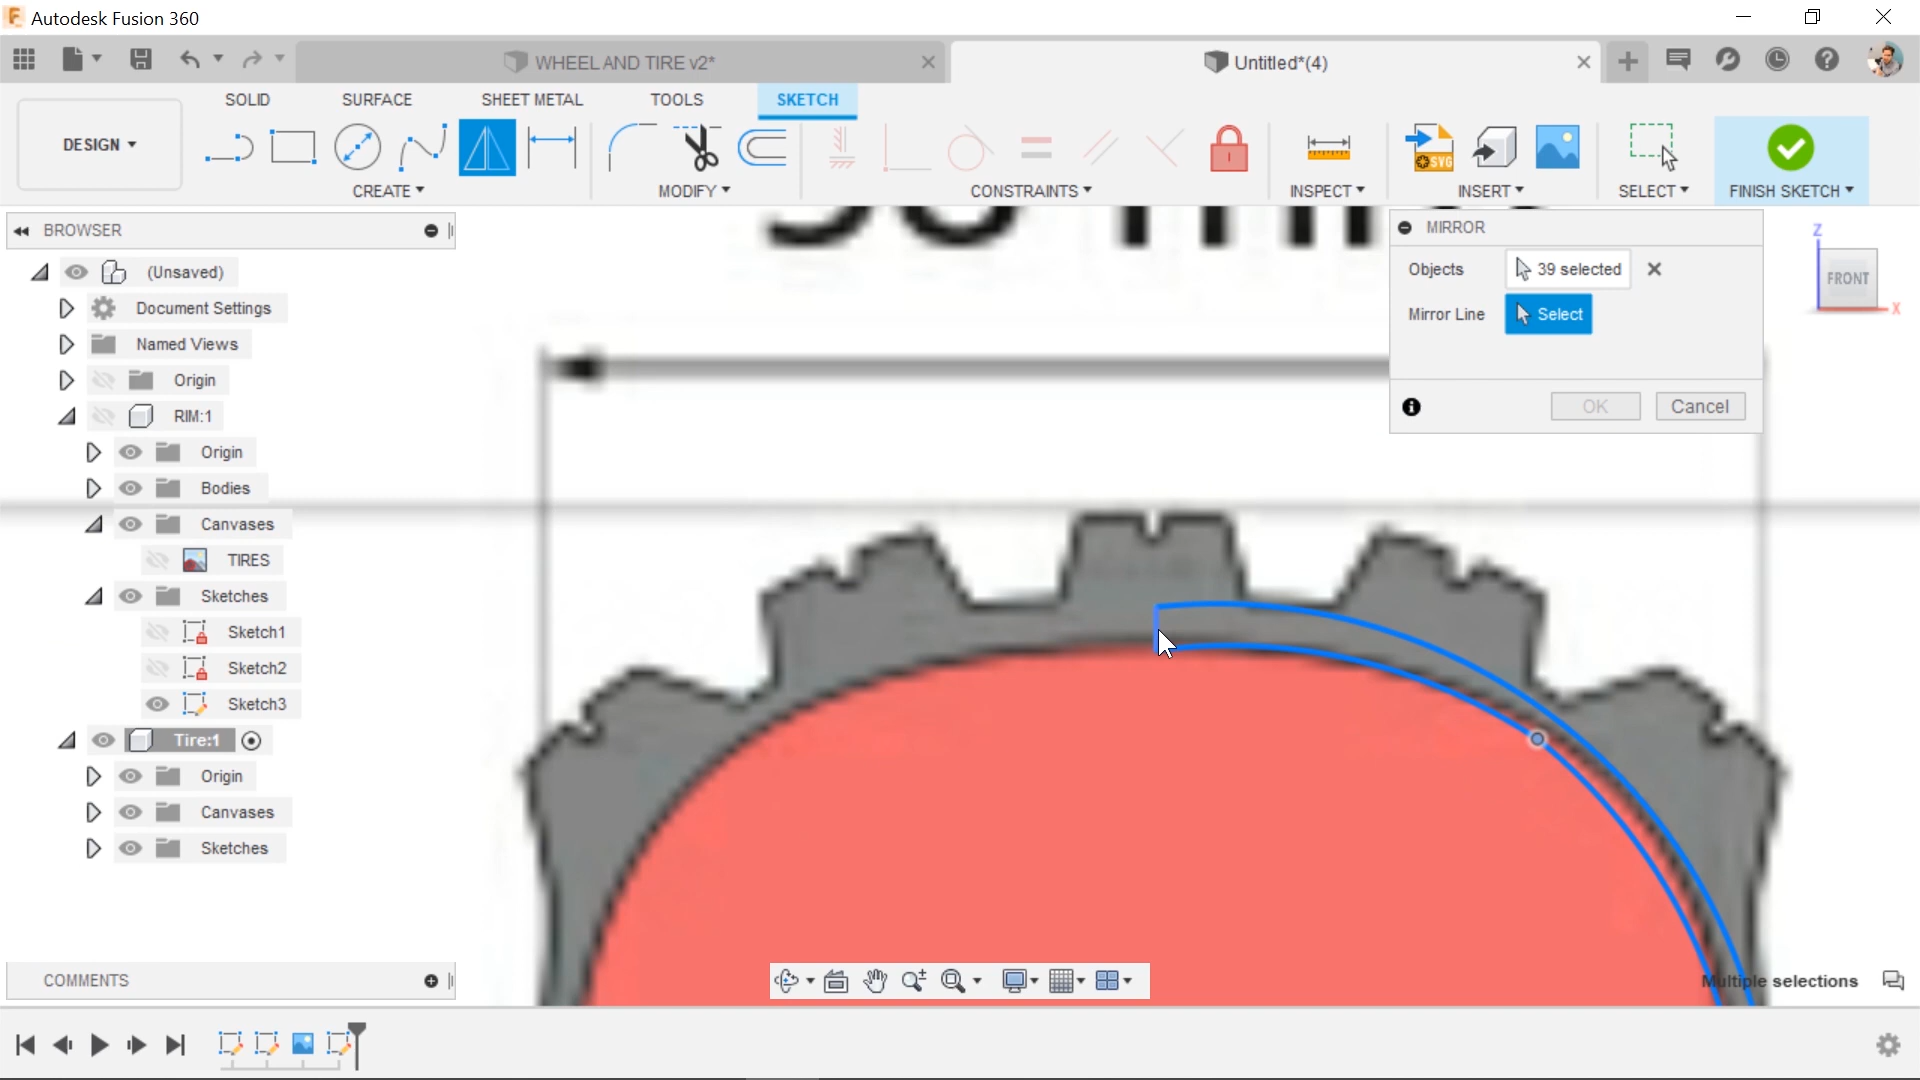 Autodesk Fusion 360
WHEEL AND TIRE v2*
Untitled*(4)
SOLID
SURFACE
SHEET METAL
TOOLS
SKETCH
DESIGN
SVG
CREATE
MODIFY
CONSTRAINTS
INSPECT
INSERT
SELECT
FINISH SKETCH
BROWSER
(Unsaved)
Document Settings
Named Views
Origin
RIM:1
Origin
Bodies
Canvases
TIRES
Sketches
Sketch1
Sketch2
Sketch3
Tire:1
Origin
Canvases
Sketches
MIRROR
Objects
39 selected
Mirror Line
Select
OK
Cancel
Z
FRONT
X
COMMENTS
Multiple selections